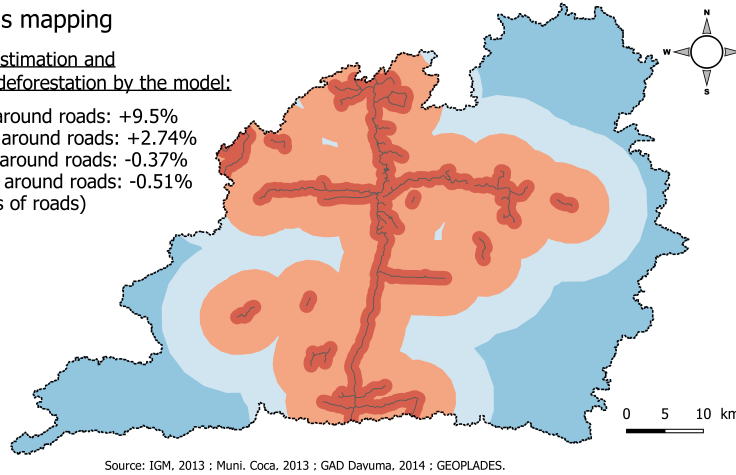 s mapping
stimation and
deforestation by the model:
around roads: +9.5%
around roads: +2.74%
around roads: -0.37%
around roads: -0.51%
s of roads)
N
W
S
0 5 10 km
Source: IGM, 2013 ; Muni. Coca, 2013 ; GAD Dayuma, 2014 ; GEOPLADES.